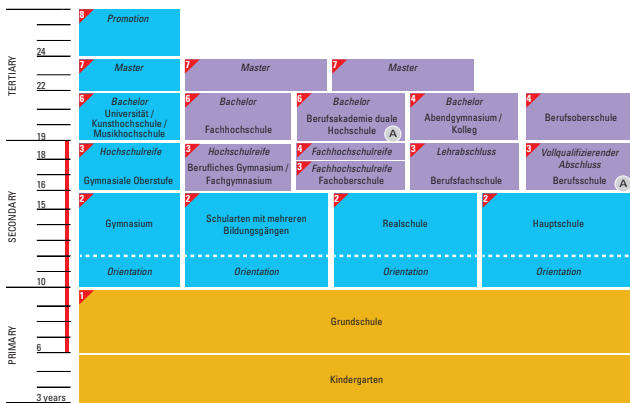 TERTIARY
SECONDARY
PRIMARY
24
22
19
18
16
15
10
6
3 years
8 Promotion
7 Master
7 Master
7 Master
6 Bachelor
Universität /
Kunsthochschule /
Musikhochschule
6 Bachelor
Fachhochschule
6 Bachelor
Berufsakademie duale
Hochschule A
4 Bachelor
Abendgymnasium /
Kolleg
4
Berufsoberschule
3 Hochschulreife
Gymnasiale Oberstufe
3 Hochschulreife
Berufliches Gymnasium /
Fachgymnasium
4 Fachhochschulreife
3 Fachhochschulreife
Fachoberschule
3 Lehrabschluss
Berufsfachschule
3 Vollqualifizierender
Abschluss
Berufsschule A
2
Gymnasium
Orientation
2
Schularten mit mehreren
Bildungsgängen
Orientation
2
Realschule
Orientation
2
Hauptschule
Orientation
1
Grundschule
Kindergarten